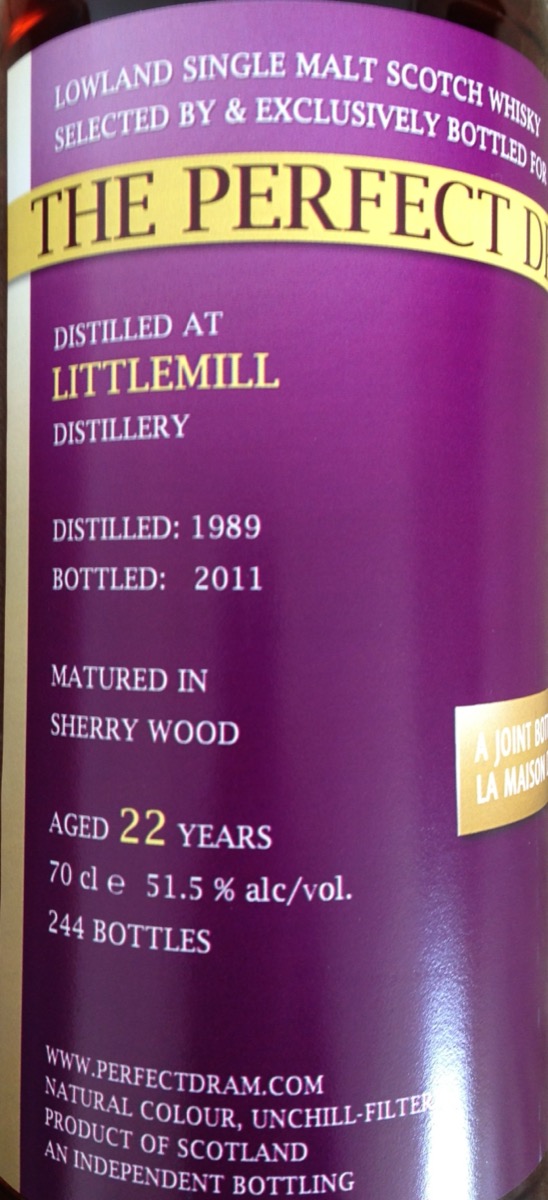 LOWLAND SINGLE MALT SCOTCH WHISKY
SELECTED BY & EXCLUSIVELY BOTTLED FOR
THE PERFECT
DISTILLED AT
LITTLEMILL
DISTILLERY
DISTILLED: 1989
BOTTLED: 2011
MATURED IN
SHERRY WOOD
A JOINT
LA MAISON
AGED 22 YEARS
70 cl e 51.5 % alc/vol.
244 BOTTLES
WWW.PERFECTDRAM.COM
NATURAL COLOUR, UNCHILL-FILTER
PRODUCT OF SCOTLAND
AN INDEPENDENT BOTTLING